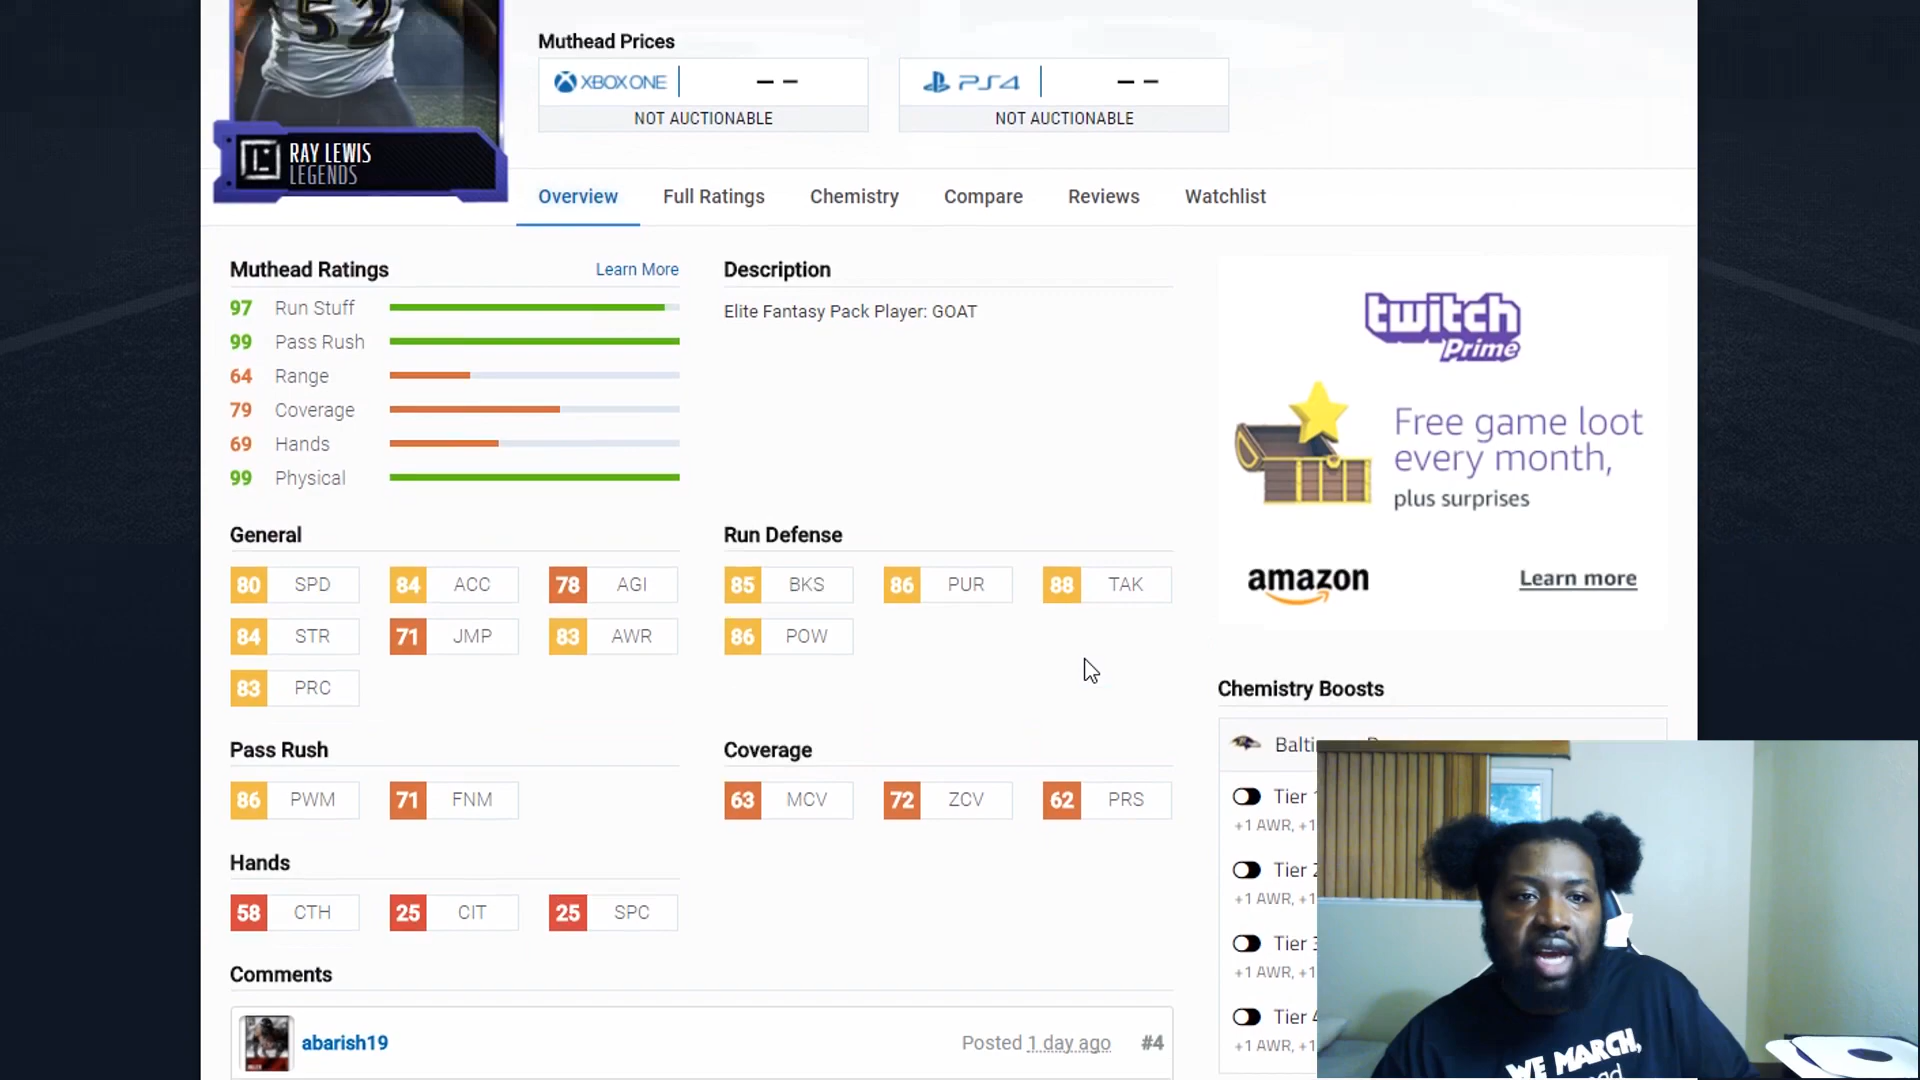 52
Muthead Prices
XBOX ONE
– –
PS4
– –
NOT AUCTIONABLE
NOT AUCTIONABLE
RAY LEWIS
LEGENDS
Overview Full Ratings Chemistry Compare Reviews Watchlist
Muthead Ratings Learn More
97 Run Stuff
99 Pass Rush
64 Range
79 Coverage
69 Hands
99 Physical
Description
Elite Fantasy Pack Player: GOAT
General
80 SPD 84 ACC 78 AGI
84 STR 71 JMP 83 AWR
83 PRC
Run Defense
85 BKS 86 PUR 88 TAK
86 POW
Pass Rush
86 PWM 71 FNM
Coverage
63 MCV 72 ZCV 62 PRS
Hands
58 CTH 25 CIT 25 SPC
Comments
abarish19 Posted 1 day ago #4
twitch
Prime
Free game loot
every month,
plus surprises
amazon Learn more
Chemistry Boosts
Tier
+1 AWR, +1
Tier 2
+1 AWR, +1
Tier 3
+1 AWR, +1
Tier 4
+1 AWR, +1
WE MARCH,